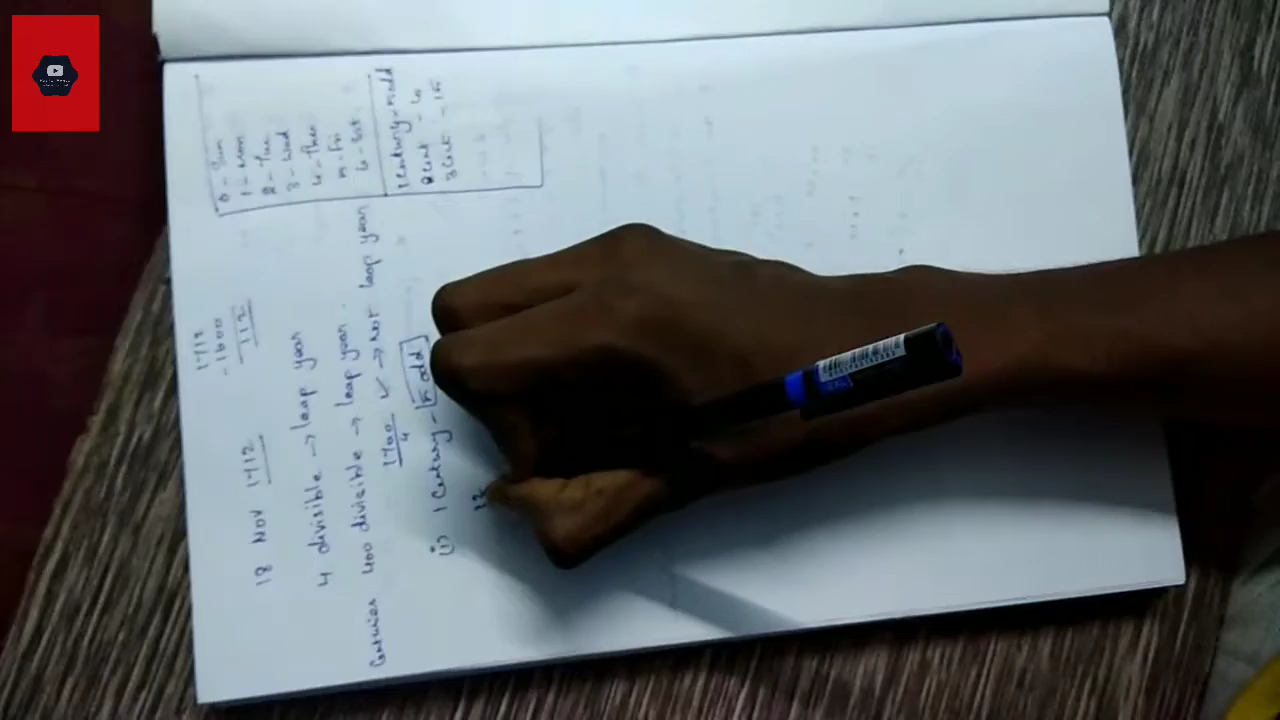 18 Nov 1712
1712
- 1600
112
4 divisible → leap year
Centuries 400 divisible → leap year.
1700 ✓ → Not leap year
4
(i) 1 Century - 5 odd
12
0 - Sun
1 - Mon
2 - Tue
3 - Wed
4 - Thu
5 - Fri
6 - Sat
1 Century - 5 odd
2 Cent -
3 Cent - 15